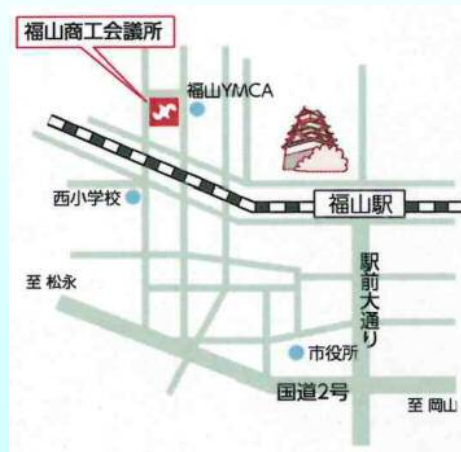 福山商工会議所
福山YMCA
西小学校
福山駅
至 松永
駅前大通り
市役所
国道2号
至 岡山